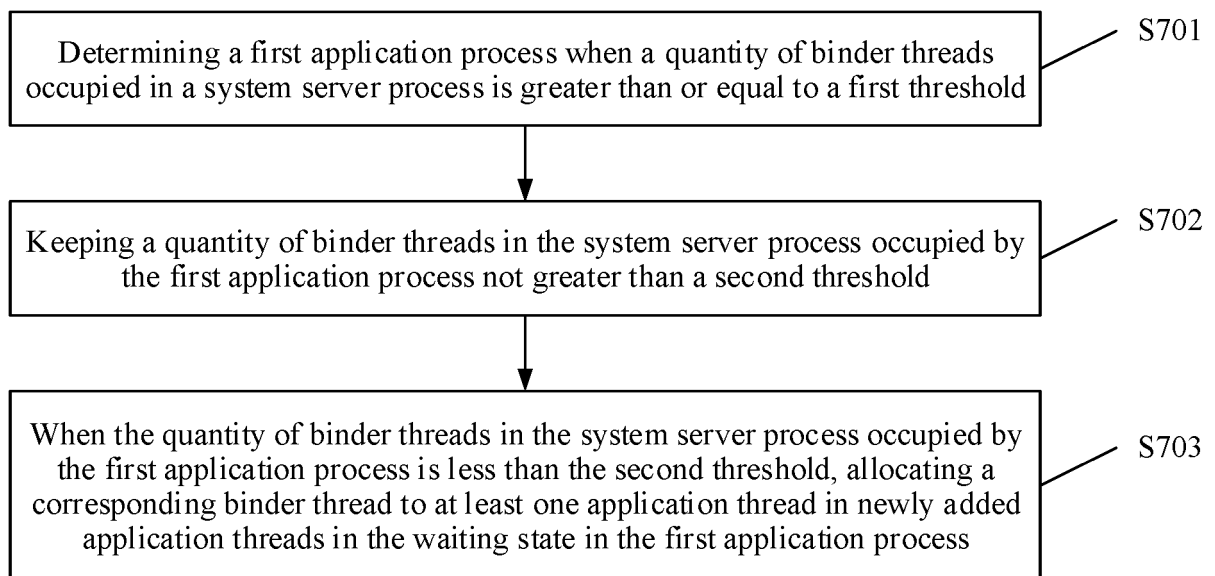 Determining a first application process when a quantity of binder threads
occupied in a system server process is greater than or equal to a first threshold
S701
Keeping a quantity of binder threads in the system server process occupied by
the first application process not greater than a second threshold
S702
When the quantity of binder threads in the system server process occupied by
the first application process is less than the second threshold, allocating a
corresponding binder thread to at least one application thread in newly added
application threads in the waiting state in the first application process
S703